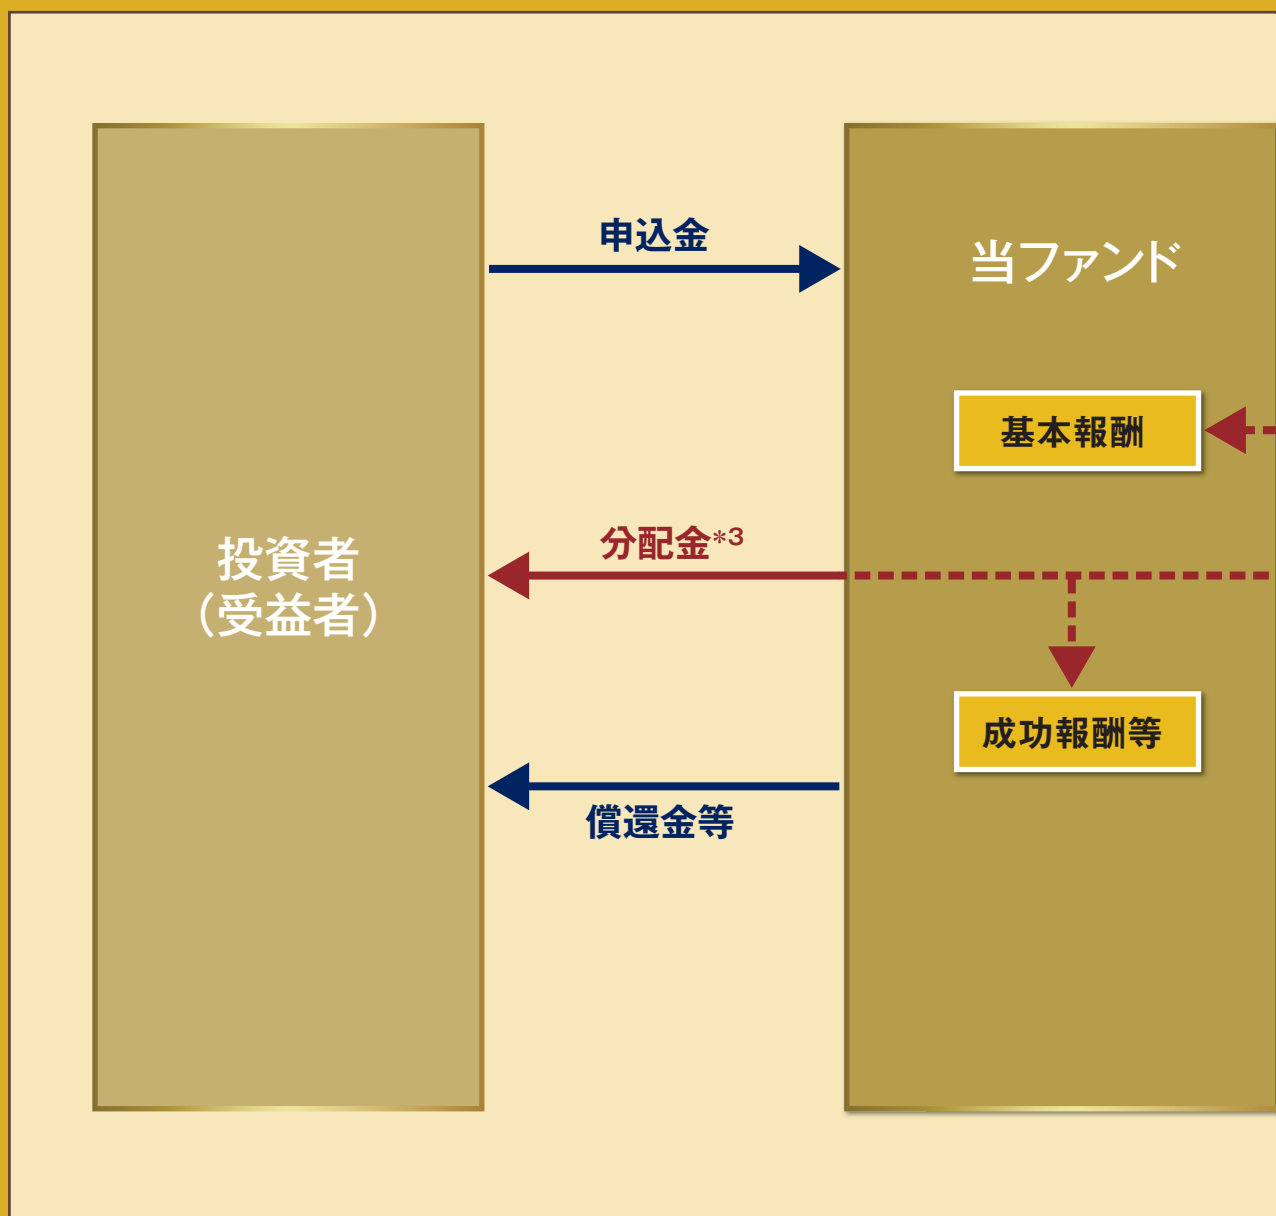 申込金
当ファンド
基本報酬
分配金*3
投資者
（受益者）
成功報酬等
償還金等